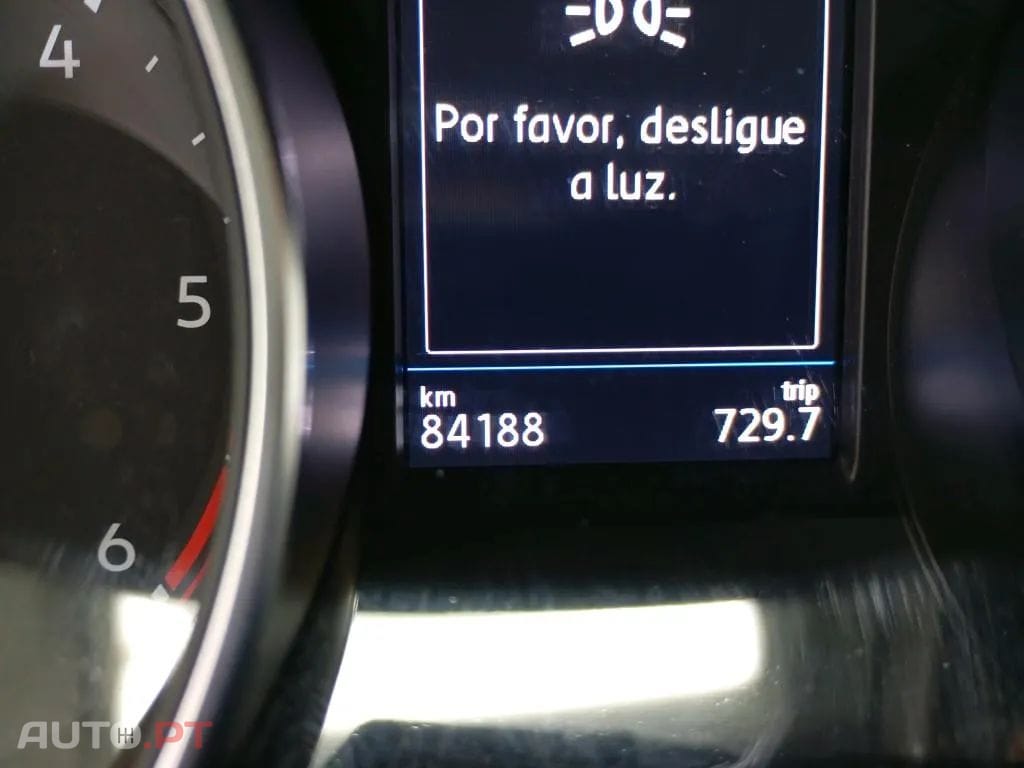 4
Por favor, desligue
a luz.
5
km
trip
84188
729.7
6
AUTO.PT